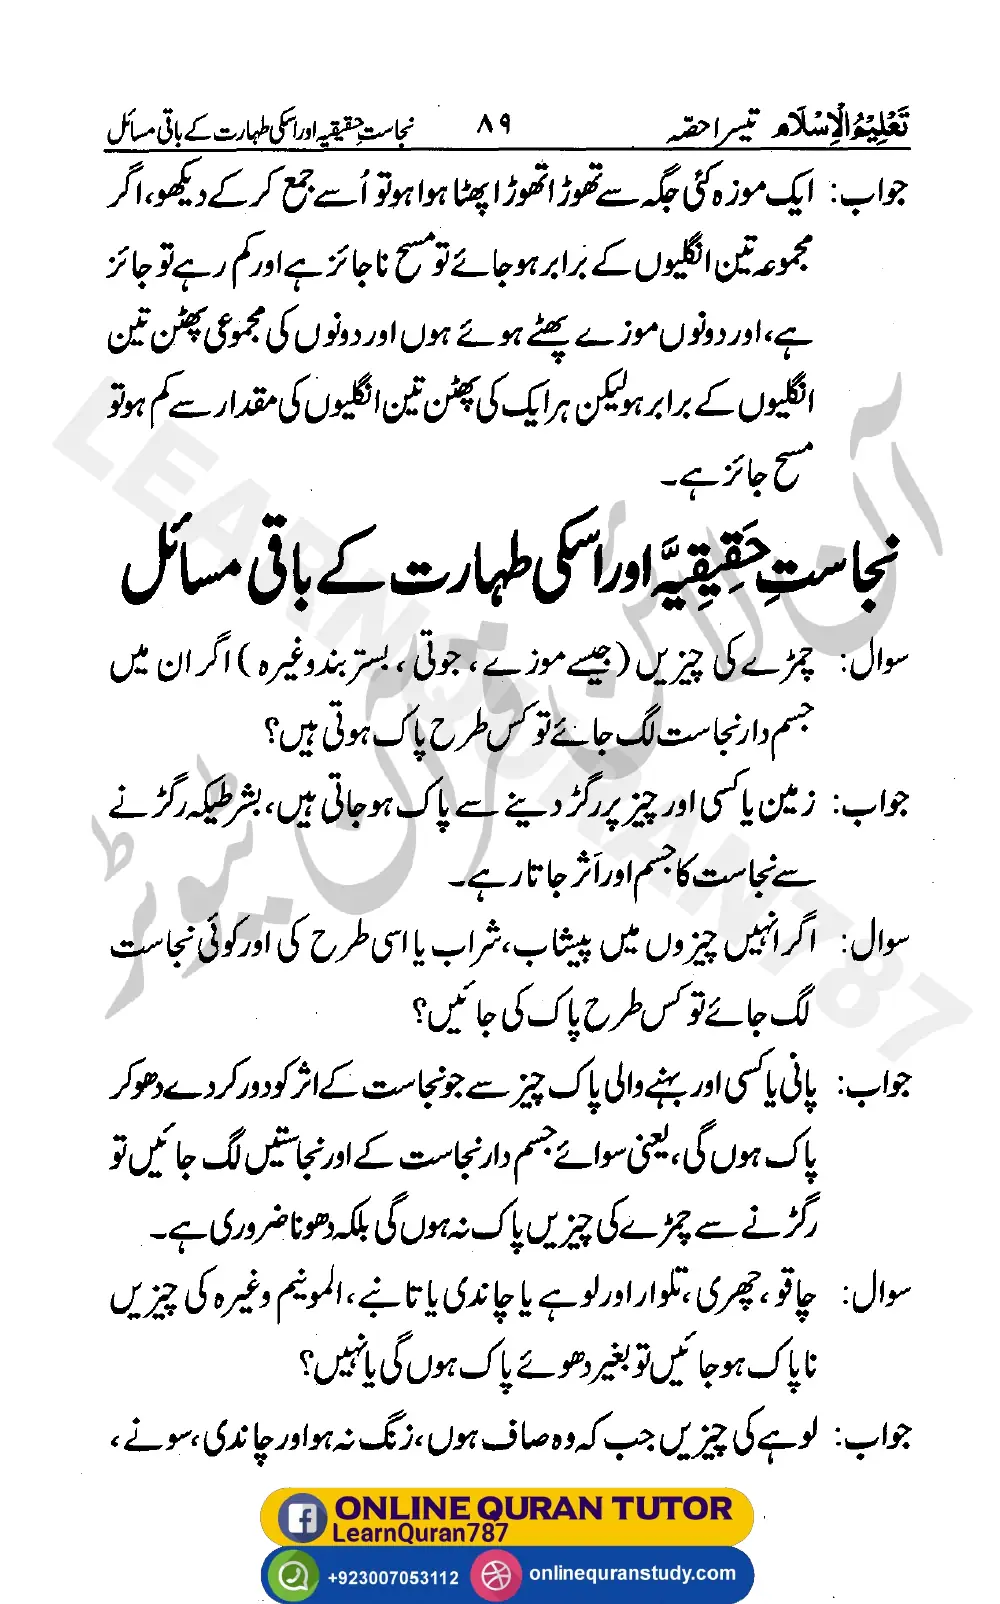 تَعْلِیْمُ الْاِسْلَام تیسرا حصّہ ۸۹ نجاستِ حقیقیہ اور اسکی طہارت کے باقی مسائل
جواب: ایک موزہ کئی جگہ سے تھوڑا تھوڑا پھٹا ہوا ہو تو اُسے جمع کر کے دیکھو، اگر
مجموعہ تین انگلیوں کے برابر ہو جائے تو مسح ناجائز ہے اور کم رہے تو جائز
ہے، اور دونوں موزے پھٹے ہوئے ہوں اور دونوں کی مجموعی پھٹن تین
انگلیوں کے برابر ہو لیکن ہر ایک کی پھٹن تین انگلیوں کی مقدار سے کم ہو تو
مسح جائز ہے۔
نجاستِ حَقِیقِیَّہ اور اسکی طہارت کے باقی مسائل
سوال: چمڑے کی چیزیں (جیسے موزے، جوتی، بستر بند وغیرہ) اگر ان میں
جسم دار نجاست لگ جائے تو کس طرح پاک ہوتی ہیں؟
جواب: زمین یا کسی اور چیز پر رگڑ دینے سے پاک ہو جاتی ہیں، بشرطیکہ رگڑنے
سے نجاست کا جسم اور اَثر جاتا رہے۔
سوال: اگر انہیں چیزوں میں پیشاب، شراب یا اسی طرح کی اور کوئی نجاست
لگ جائے تو کس طرح پاک کی جائیں؟
جواب: پانی یا کسی اور بہنے والی پاک چیز سے جو نجاست کے اثر کو دور کر دے دھو کر
پاک ہوں گی، یعنی سوائے جسم دار نجاست کے اور نجاستیں لگ جائیں تو
رگڑنے سے چمڑے کی چیزیں پاک نہ ہوں گی بلکہ دھونا ضروری ہے۔
سوال: چاقو، چھری، تلوار اور لوہے یا چاندی یا تانبے، المونیم وغیرہ کی چیزیں
ناپاک ہو جائیں تو بغیر دھوئے پاک ہوں گی یا نہیں؟
جواب: لوہے کی چیزیں جب کہ وہ صاف ہوں، زنگ نہ ہو اور چاندی، سونے،
LEARNQURAN787
آن لائن قرآن ٹیوٹر
ONLINE QURAN TUTOR
LearnQuran787
+923007053112 onlinequranstudy.com